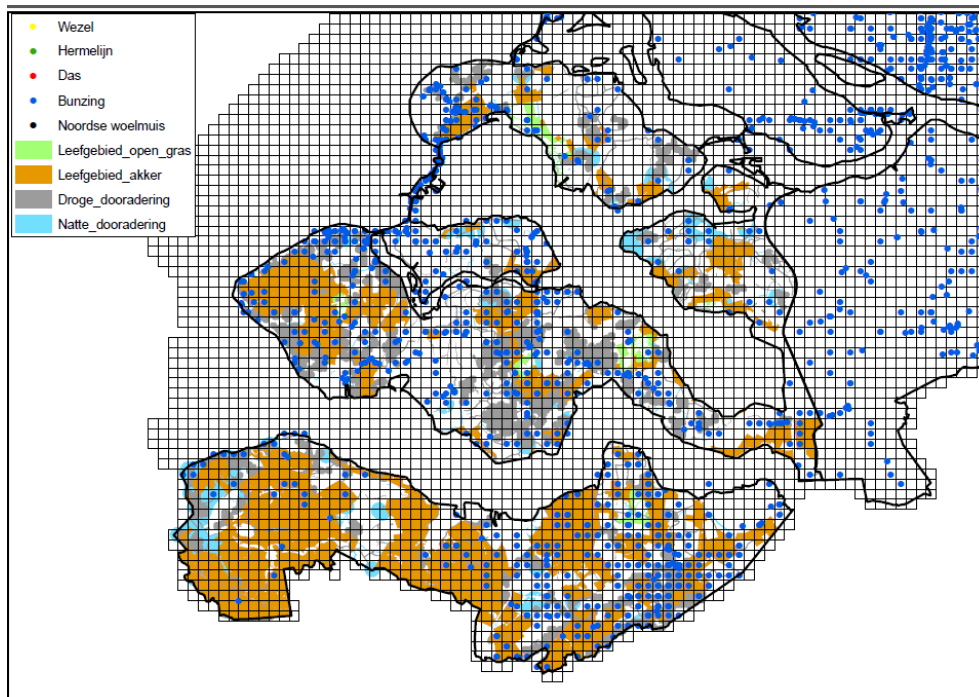 Wezel
Hermelijn
Das
Bunzing
Noordse woelmuis
Leefgebied_open_gras
Leefgebied_akker
Droge_dooradering
Natte_dooradering